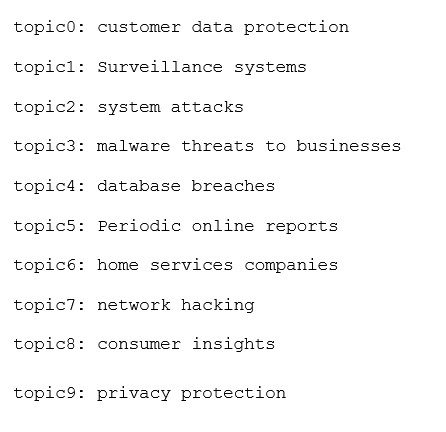 topic0: customer data protection
topic1: Surveillance systems
topic2: system attacks
topic3: malware threats to businesses
topic4: database breaches
topic5: Periodic online reports
topic6: home services companies
topic7: network hacking
topic8: consumer insights
topic9: privacy protection